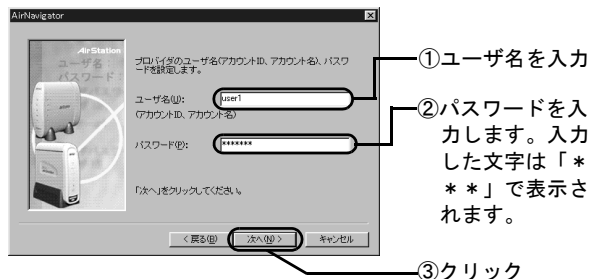 AirNavigator
AirStation
ユーザ名
パスワード
プロバイダのユーザ名(アカウントID、アカウント名)、パスワ
ードを設定します。
ユーザ名(U):
user1
(アカウントID、アカウント名)
パスワード(P):
*******
「次へ」をクリックしてください。
< 戻る(B)
次へ(N) >
キャンセル
①ユーザ名を入力
②パスワードを入
力します。入力
した文字は「*
**」で表示さ
れます。
③クリック